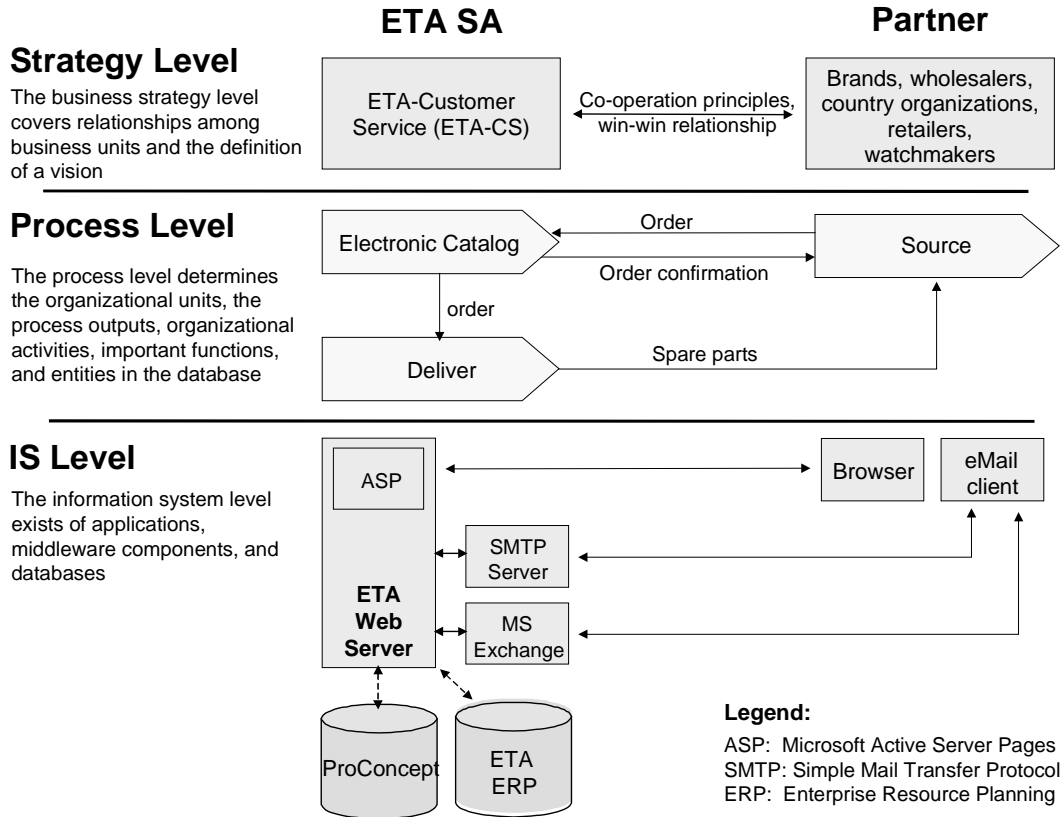 ETA SA
Partner
Strategy Level
The business strategy level
covers relationships among
business units and the definition
of a vision
ETA-Customer
Service (ETA-CS)
Co-operation principles,
win-win relationship
Brands, wholesalers,
country organizations,
retailers,
watchmakers
Process Level
The process level determines
the organizational units, the
process outputs, organizational
activities, important functions,
and entities in the database
Electronic Catalog
Order
Order confirmation
Source
order
Deliver
Spare parts
IS Level
The information system level
exists of applications,
middleware components, and
databases
ASP
ETA
Web
Server
SMTP
Server
MS
Exchange
Browser
eMail
client
ProConcept
ETA
ERP
Legend:
ASP: Microsoft Active Server Pages
SMTP: Simple Mail Transfer Protocol
ERP: Enterprise Resource Planning